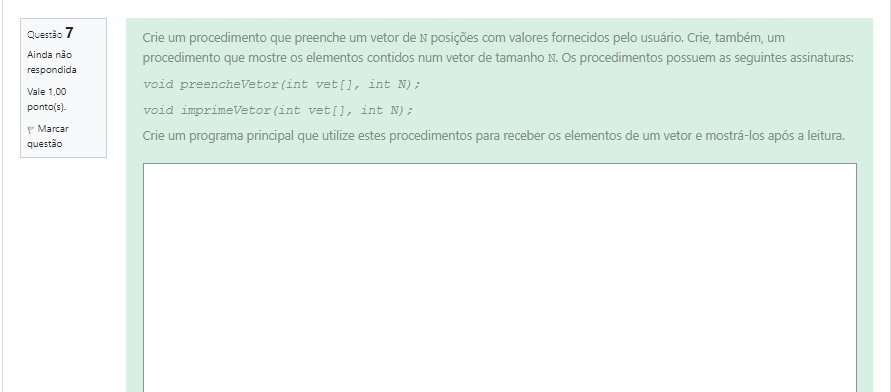 Questão 7
Ainda não
respondida
Vale 1,00
ponto(s).
Marcar
questão
Crie um procedimento que preenche um vetor de N posições com valores fornecidos pelo usuário. Crie, também, um
procedimento que mostre os elementos contidos num vetor de tamanho N. Os procedimentos possuem as seguintes assinaturas:
void preencheVetor(int vet[], int N);
void imprimeVetor(int vet[], int N);
Crie um programa principal que utilize estes procedimentos para receber os elementos de um vetor e mostrá-los após a leitura.